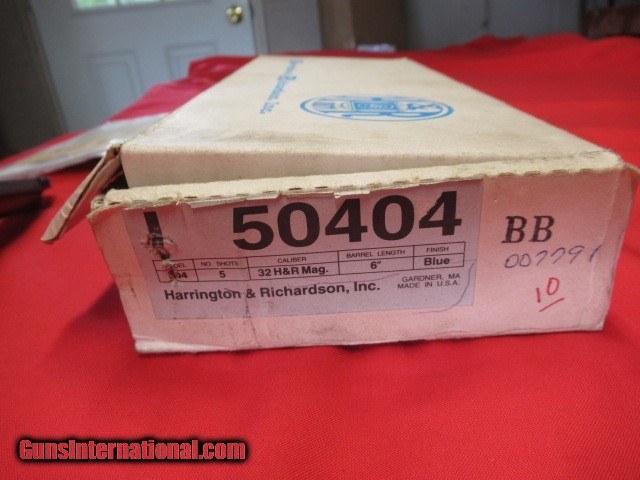 50404
NO. SHOTS CALIBER BARREL LENGTH FINISH
5 32 H&R Mag. 6" Blue
Harrington & Richardson, Inc. GARDNER, MA
MADE IN U.S.A.
BB
10
GunsInternational.com